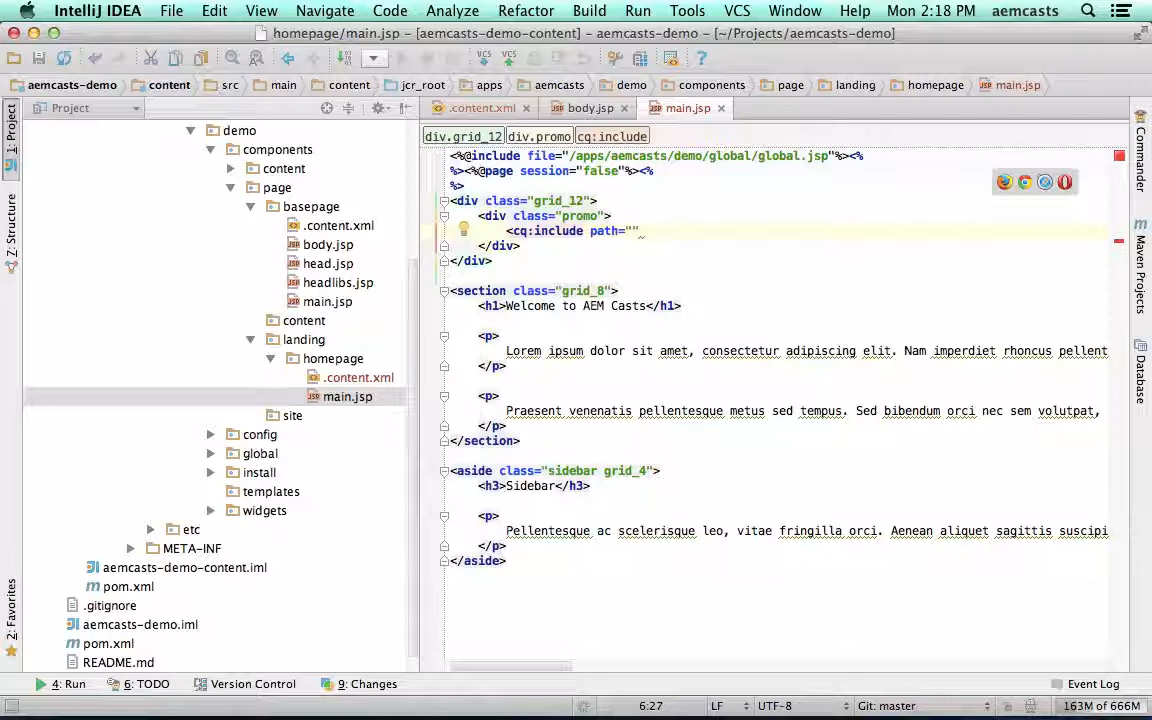 IntelliJ IDEA File Edit View Navigate Code Analyze Refactor Build Run Tools VCS Window Help Mon 2:18 PM aemcasts
homepage/main.jsp - [aemcasts-demo-content] - aemcasts-demo - [~/Projects/aemcasts-demo]
VCS VCS
aemcasts-demo content src main content jcr_root apps aemcasts demo components page landing homepage main.jsp
Project
.content.xml body.jsp main.jsp
1: Project
Z: Structure
2: Favorites
demo
components
content
page
basepage
.content.xml
body.jsp
head.jsp
headlibs.jsp
main.jsp
content
landing
homepage
.content.xml
main.jsp
site
config
global
install
templates
widgets
etc
META-INF
aemcasts-demo-content.iml
pom.xml
.gitignore
aemcasts-demo.iml
pom.xml
README.md
div.grid_12 div.promo cq:include
<%@include file="/apps/aemcasts/demo/global/global.jsp"%><%
%><%@page session="false"%><%
%>
<div class="grid_12">
<div class="promo">
<cq:include path=""
</div>
</div>
<section class="grid_8">
<h1>Welcome to AEM Casts</h1>
<p>
Lorem ipsum dolor sit amet, consectetur adipiscing elit. Nam imperdiet rhoncus pellent
</p>
<p>
Praesent venenatis pellentesque metus sed tempus. Sed bibendum orci nec sem volutpat,
</p>
</section>
<aside class="sidebar grid_4">
<h3>Sidebar</h3>
<p>
Pellentesque ac scelerisque leo, vitae fringilla orci. Aenean aliquet sagittis suscipi
</p>
</aside>
Commander
Maven Projects
Database
4: Run 6: TODO Version Control 9: Changes Event Log
6:27 LF UTF-8 Git: master 163M of 666M